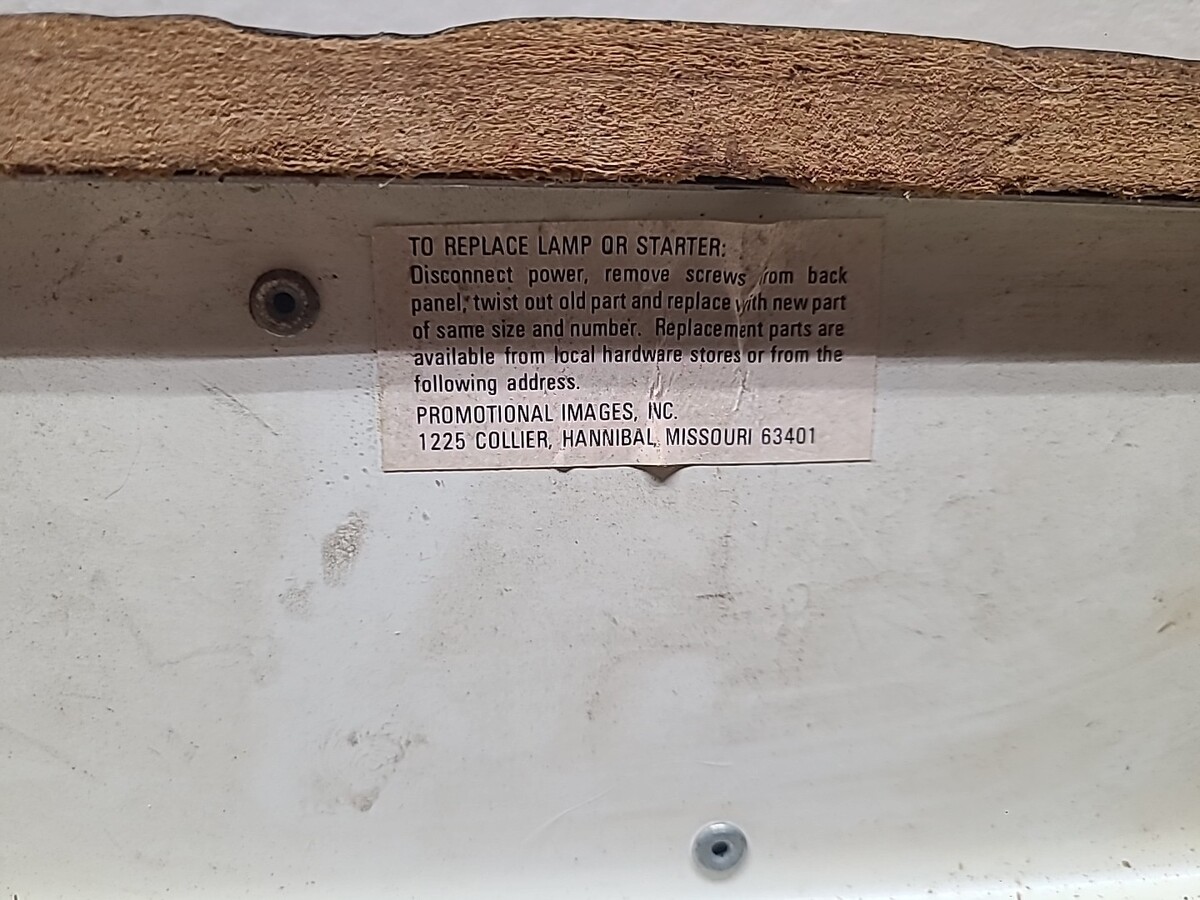 TO REPLACE LAMP OR STARTER:
Disconnect power, remove screws from back
panel, twist out old part and replace with new part
of same size and number. Replacement parts are
available from local hardware stores or from the
following address.
PROMOTIONAL IMAGES, INC.
1225 COLLIER, HANNIBAL, MISSOURI 63401